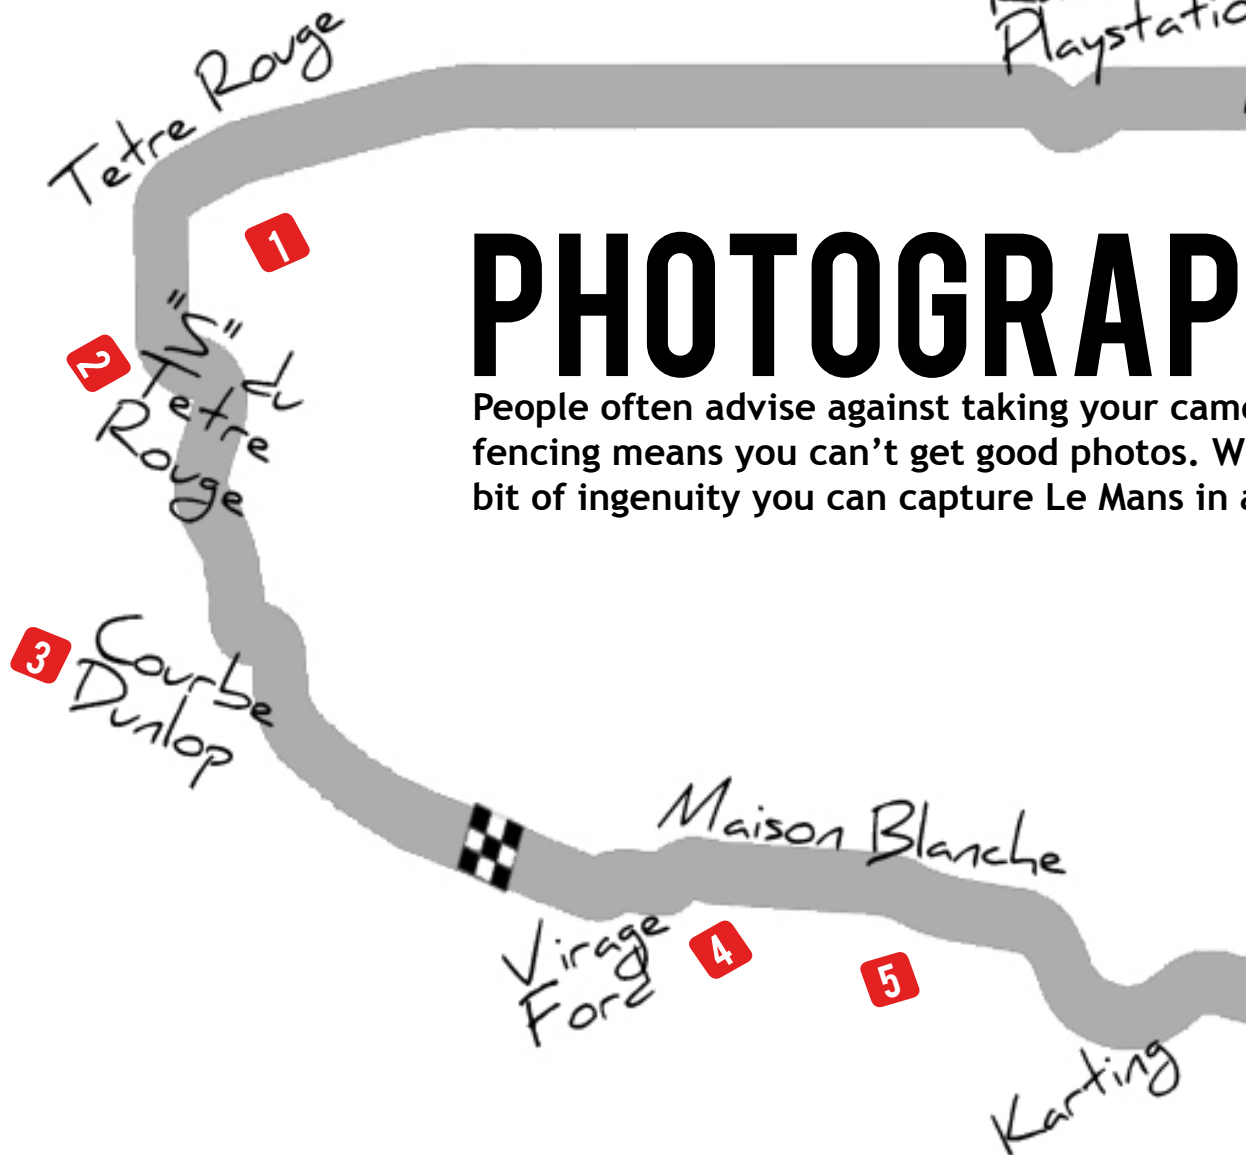 Playstatio
Tetre Rouge
1
PHOTOGRAP
"S" du
Tetre
Rouge
2
People often advise against taking your came
fencing means you can't get good photos. W
bit of ingenuity you can capture Le Mans in a
3
Courbe
Dunlop
Maison Blanche
Virage
Ford
4
5
Karting